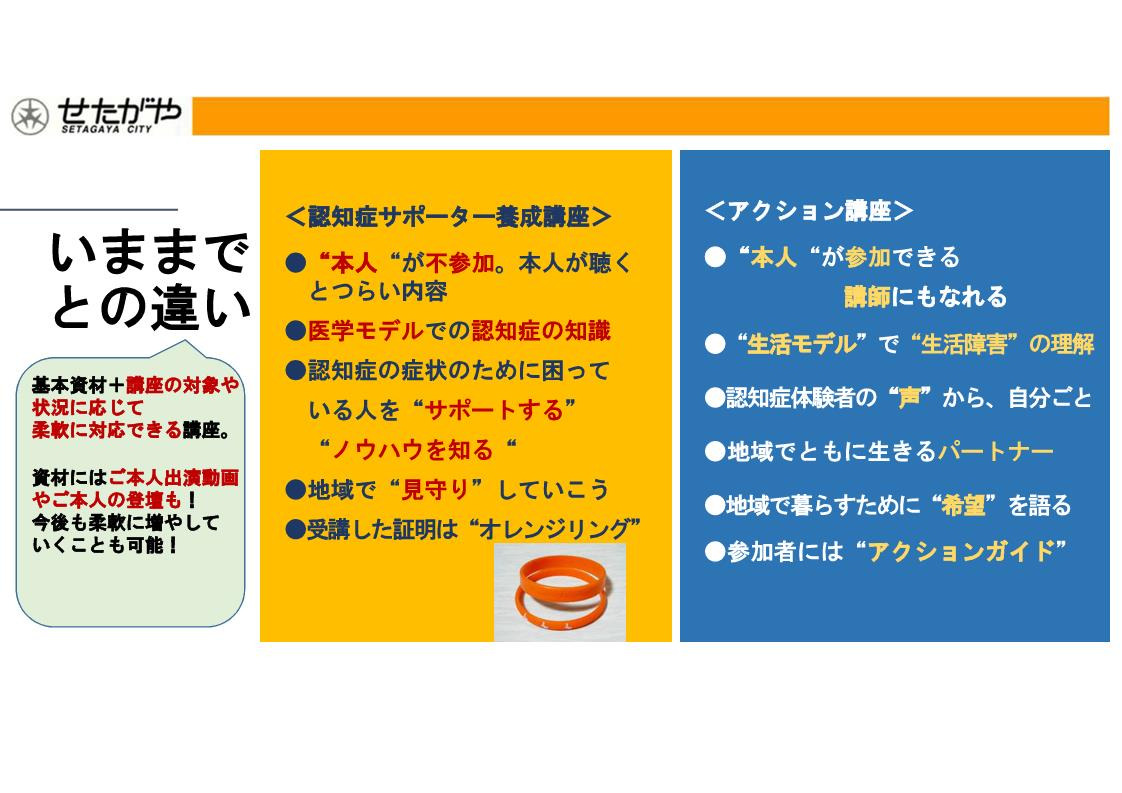 せたがや
SETAGAYA CITY
いままで
との違い
基本資材＋講座の対象や
状況に応じて
柔軟に対応できる講座。
資材にはご本人出演動画
やご本人の登壇も！
今後も柔軟に増やして
いくことも可能！
＜認知症サポーター養成講座＞
●“本人“が不参加。本人が聴く
とつらい内容
●医学モデルでの認知症の知識
●認知症の症状のために困って
いる人を“サポートする”
“ノウハウを知る“
●地域で“見守り”していこう
●受講した証明は“オレンジリング”
＜アクション講座＞
●“本人“が参加できる
講師にもなれる
●“生活モデル”で“生活障害”の理解
●認知症体験者の“声”から、自分ごと
●地域でともに生きるパートナー
●地域で暮らすために“希望”を語る
●参加者には“アクションガイド”